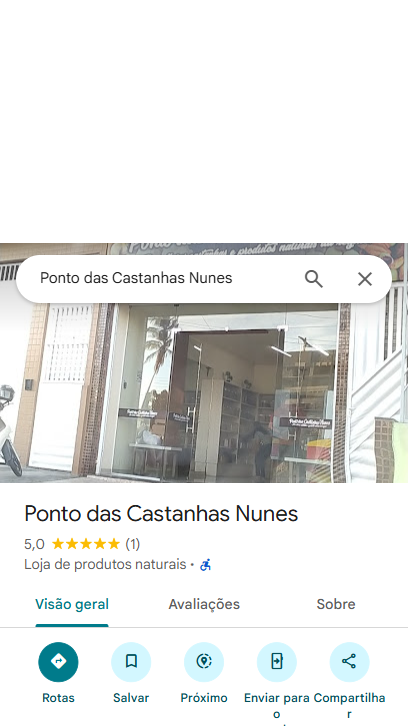 Ponto das Castanhas Nunes
Ponto das Castanhas Nunes
5,0 (1)
Loja de produtos naturais ·
Visão geral
Avaliações
Sobre
Rotas
Salvar
Próximo
Enviar para o
Compartilhar